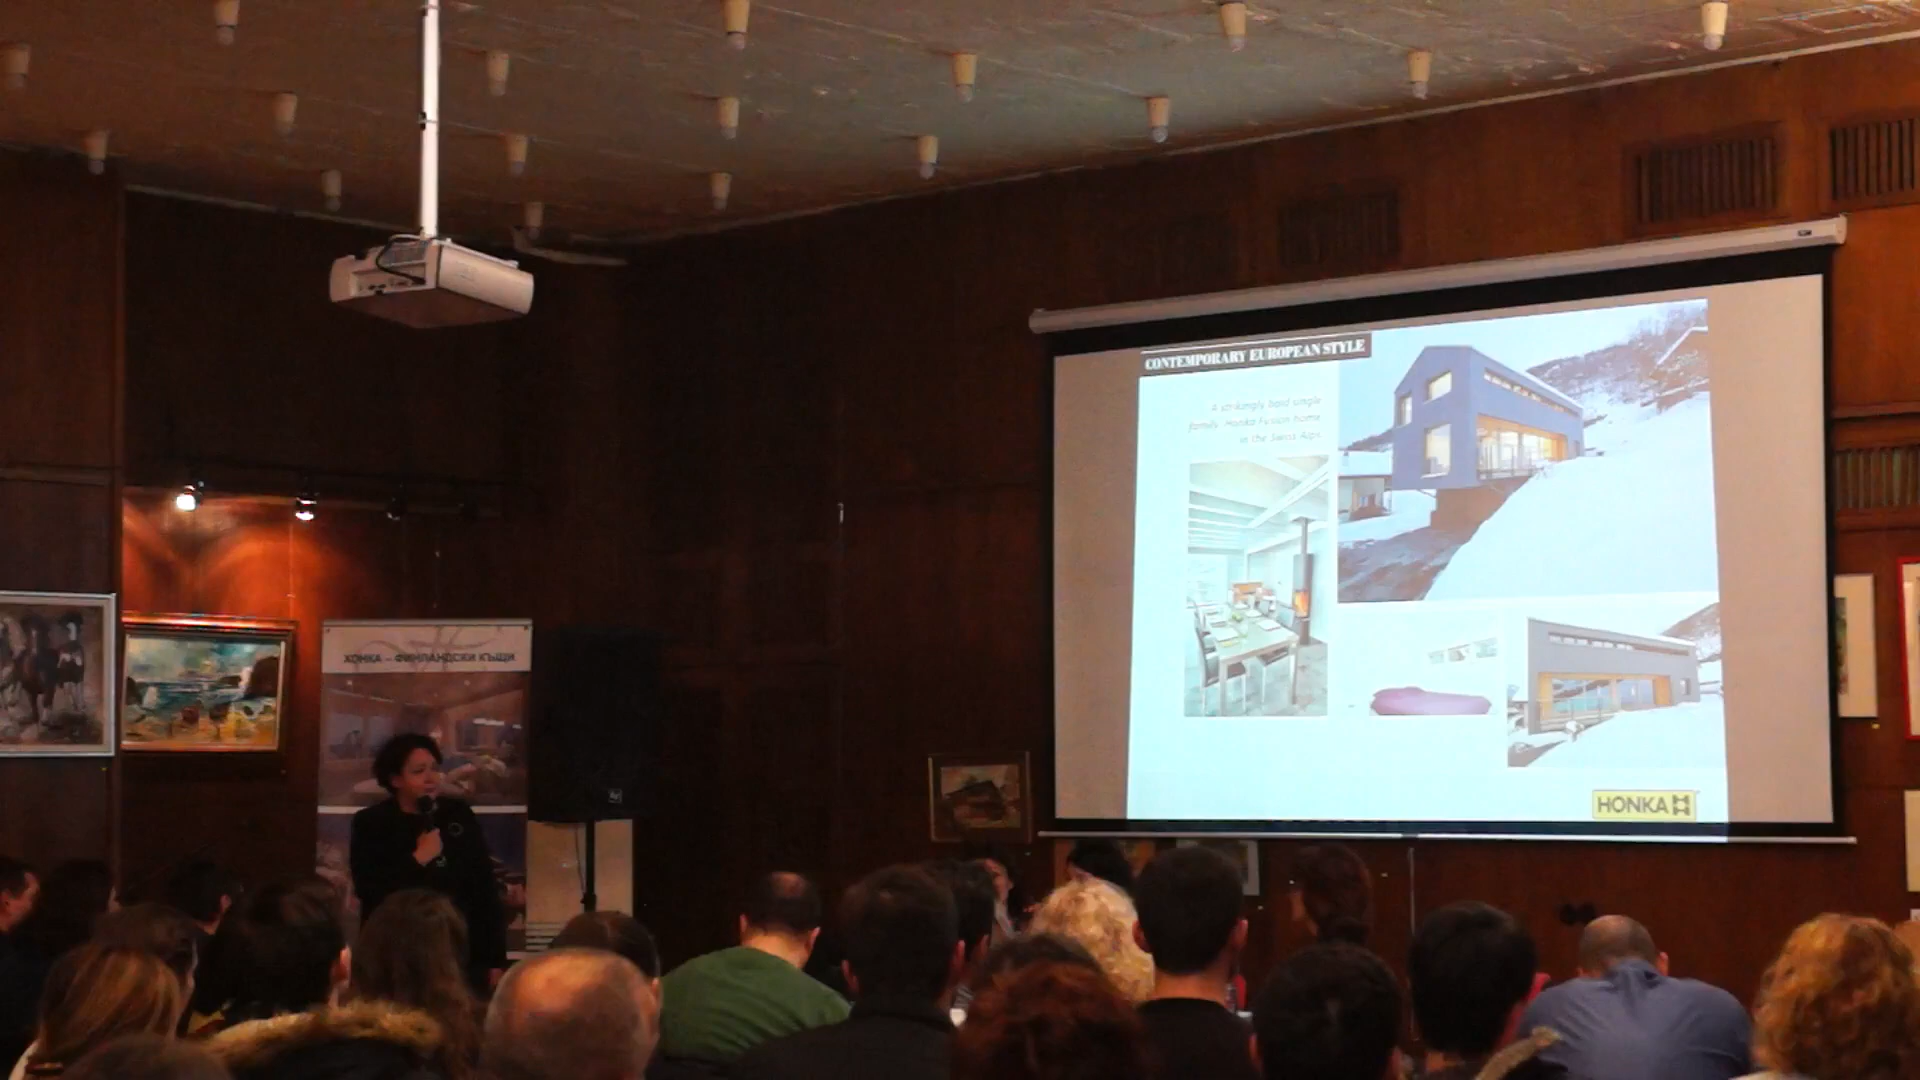 CONTEMPORARY EUROPEAN STYLE
A strikingly bold single
family Honka Fusion home
in the Swiss Alps
ХОНКА – ФИНЛАНДСКИ КЪЩИ
HONKA